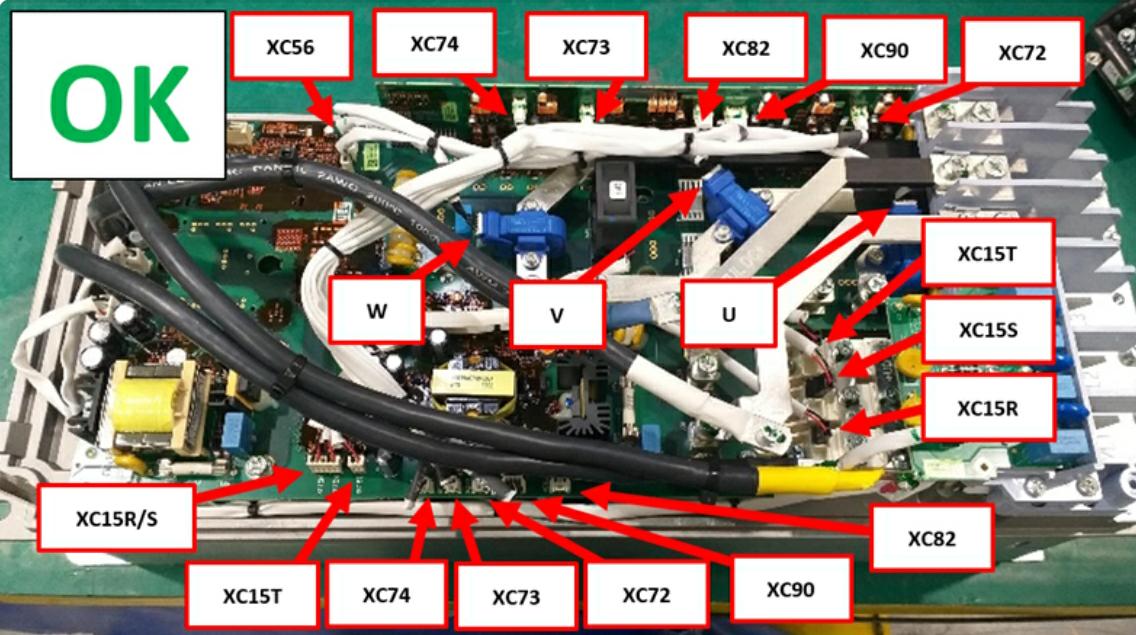 OK
XC56
XC74
XC73
XC82
XC90
XC72
XC15T
W
V
U
XC15S
XC15R
XC15R/S
XC82
XC15T
XC74
XC73
XC72
XC90